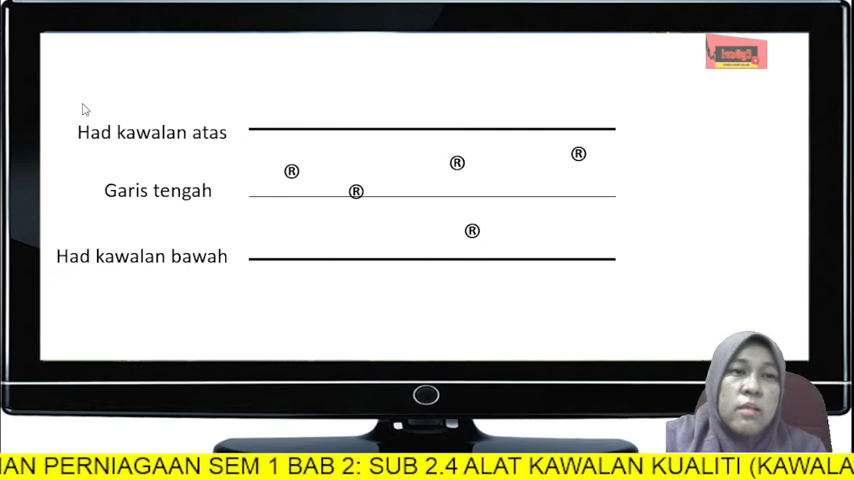 Had kawalan atas
®
®
®
®
Garis tengah
®
Had kawalan bawah
IAN PERNIAGAAN SEM 1 BAB 2: SUB 2.4 ALAT KAWALAN KUALITI (KAWALA